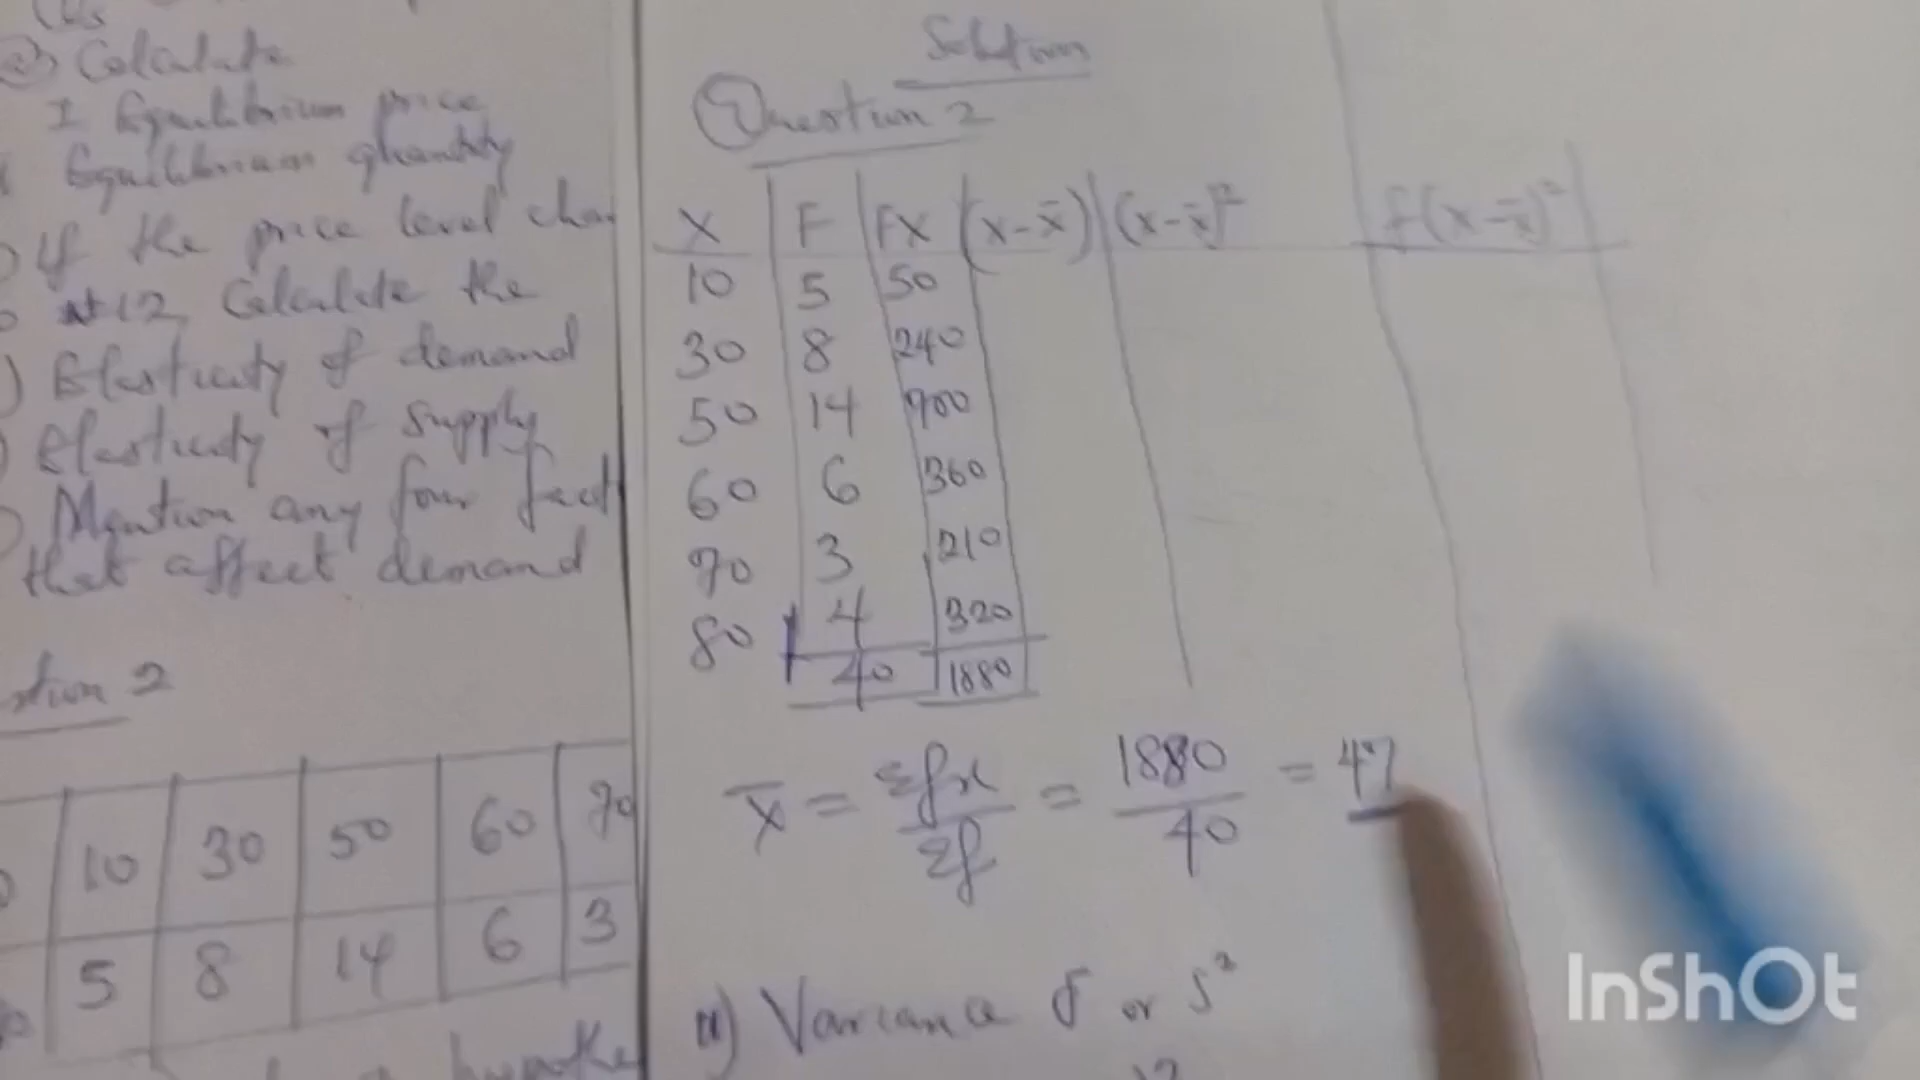 Calculate
I Equilibrium price
Equilibrium quantity
If the price level cha
at 12, Calculate the
Elasticity of demand
Elasticity of supply
Mention any four fact
that affect demand
stion 2
10 30 50 60 70
5 8 14 6 3
Solution
Question 2
X F FX (x-x̄) (x-x̄)² f(x-x̄)²
10 5 50
30 8 240
50 14 700
60 6 360
70 3 210
80 4 320
40 1880
x̄ = Σfx/Σf = 1880/40 = 47
ii) Variance δ or S²
InShOt